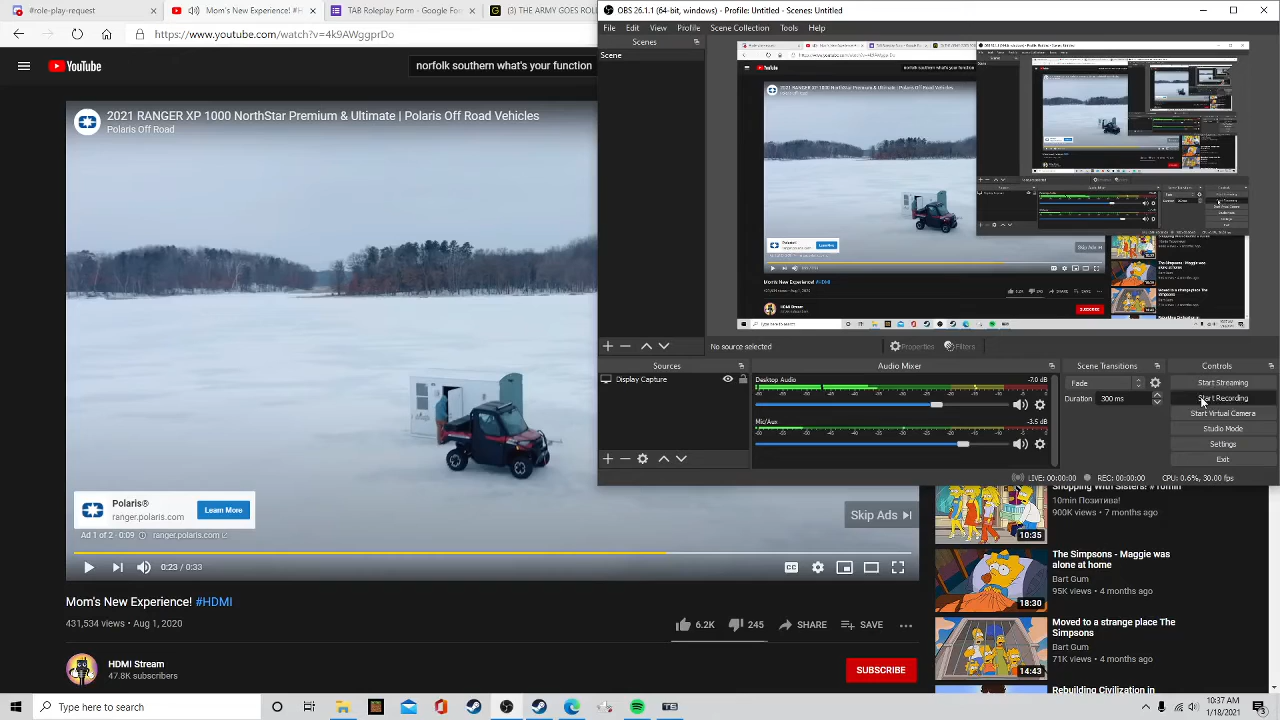 #role-play-request
Mom's New Experience! #H
TAB Roleplay Form - Google F
THE ARMY GOES ROL
https://www.youtube.com/
=4k9AgprDo
YouTube
norfolk southern whats your function
2021 RANGER XP 1000 NorthStar Premium & Ultimate | Polaris Off Road Vehicles
Polaris Off Road
Polaris®
ranger.polaris.com
Learn More
Ad 1 of 2 · 0:09
ranger.polaris.com
Skip Ads
0:23 / 0:33
Mom's New Experience! #HDMI
431,534 views • Aug 1, 2020
6.2K
245
SHARE
SAVE
HDMI Stream
subscribers
SUBSCRIBE
OBS 26.1.1 (64-bit, windows) - Profile: Untitled - Scenes: Untitled
File
Edit
View
Profile
Scene Collection
Tools
Help
Scenes
Scene
No source selected
Properties
Filters
Sources
Display Capture
Audio Mixer
Desktop Audio
-7.0 dB
Mic/Aux
-3.5 dB
Scene Transitions
Fade
Duration
300 ms
Controls
Start Streaming
Start Recording
Start Virtual Camera
Studio Mode
Settings
Exit
LIVE: 00:00:00
REC: 00:00:00
CPU: 0.6%, 30.00 fps
Shopping With Sisters! #10min
10min Позитива!
900K views • 7 months ago
10:35
The Simpsons - Maggie was
alone at home
Bart Gum
95K views • 4 months ago
18:30
Moved to a strange place The
Simpsons
Bart Gum
71K views • 4 months ago
14:43
Rebuilding Civilization in
Type here to search
10:37 AM
1/18/2021